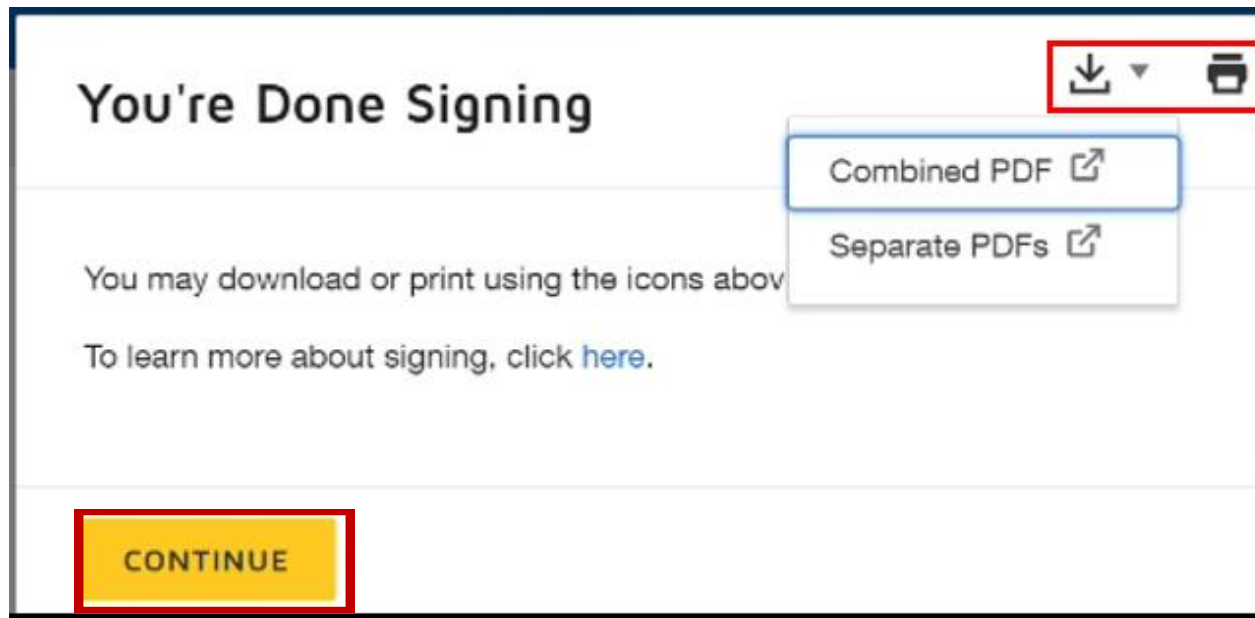 You're Done Signing
Combined PDF
Separate PDFs
You may download or print using the icons abov
To learn more about signing, click here.
CONTINUE